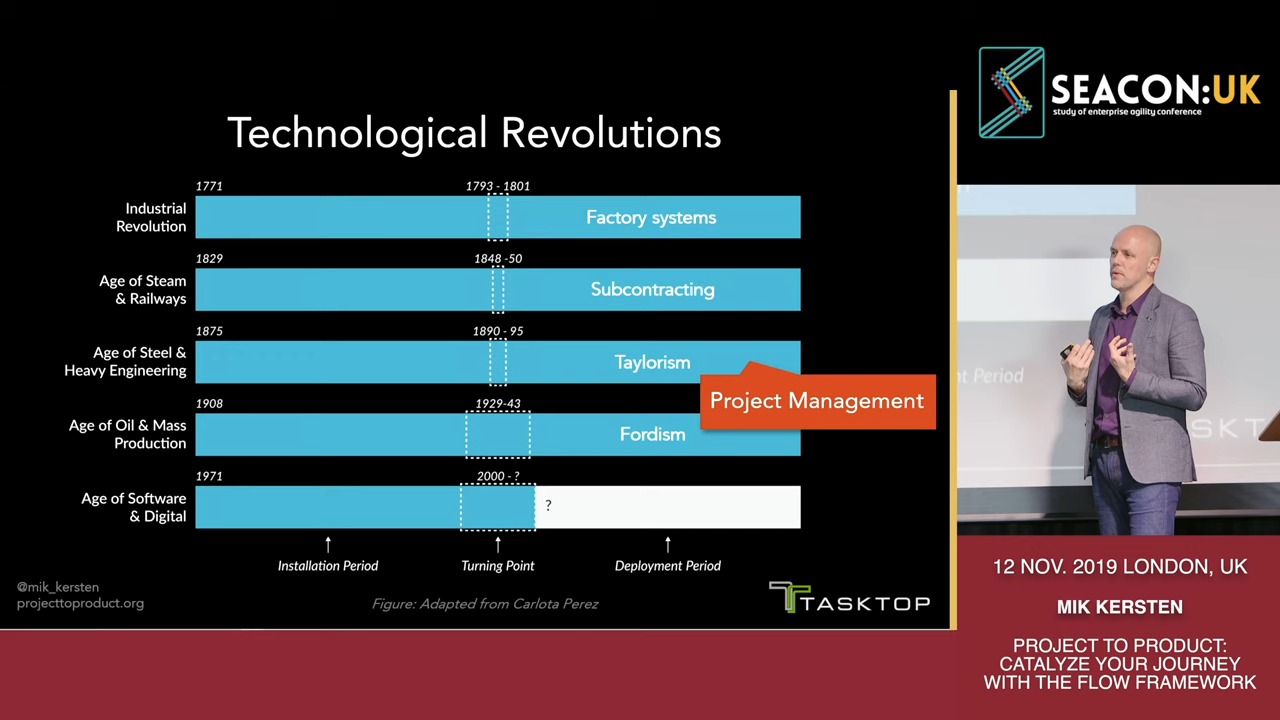 Technological Revolutions
1771
1793 - 1801
Industrial
Revolution
Factory systems
1829
1848 -50
Age of Steam
& Railways
Subcontracting
1875
1890 - 95
Age of Steel &
Heavy Engineering
Taylorism
Project Management
1908
1929-43
Age of Oil & Mass
Production
Fordism
1971
2000 - ?
Age of Software
& Digital
?
Installation Period
Turning Point
Deployment Period
@mik_kersten
projecttoproduct.org
Figure: Adapted from Carlota Perez
TASKTOP
SEACON:UK
study of enterprise agility conference
nt Period
SKT
12 NOV. 2019 LONDON, UK
MIK KERSTEN
PROJECT TO PRODUCT:
CATALYZE YOUR JOURNEY
WITH THE FLOW FRAMEWORK